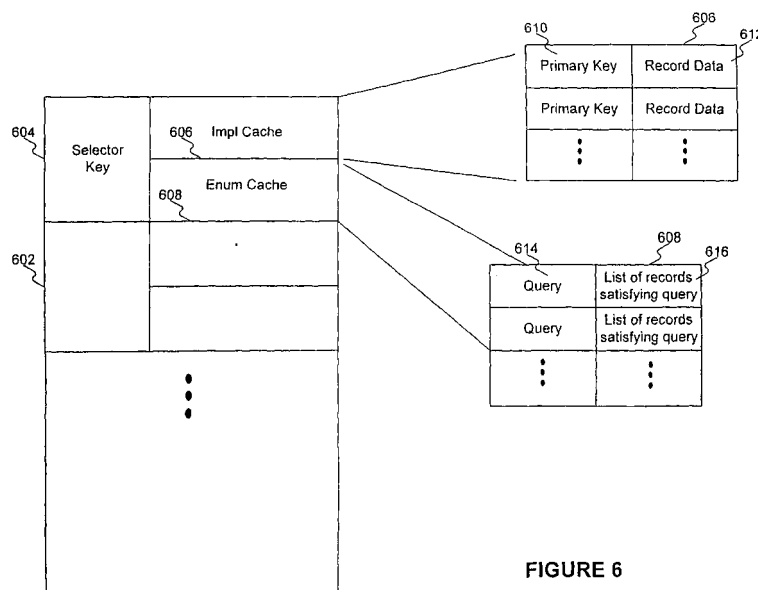 610
606
612
Primary Key
Record Data
Primary Key
Record Data
604
Selector
Key
Impl Cache
606
Enum Cache
608
602
614
608
616
Query
List of records
satisfying query
Query
List of records
satisfying query
FIGURE 6